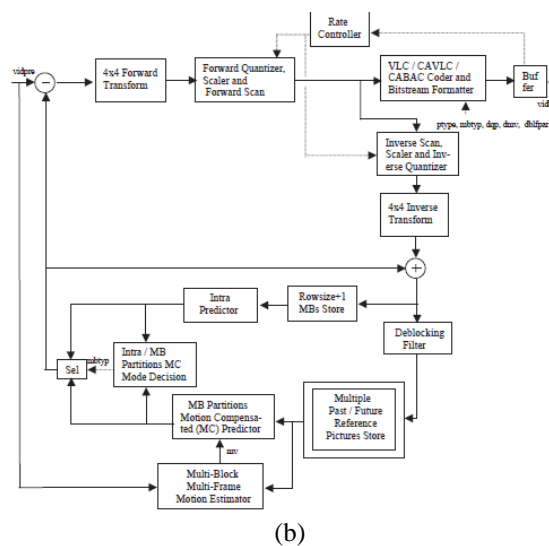 Rate
Controller
vidpre
4x4 Forward
Transform
Forward Quantizer,
Scaler and
Forward Scan
VLC / CAVLC /
CABAC Coder and
Bitstream Formatter
Buf
fer
vid
ptype, mbtyp, dqp, dmv, dblfpar
Inverse Scan,
Scaler and In-
verse Quantizer
4x4 Inverse
Transform
Intra
Predictor
Rowsize+1
MBs Store
Deblocking
Filter
Sel
mbtyp
Intra / MB
Partitions MC
Mode Decision
MB Partitions
Motion Compensa-
ted (MC) Predictor
Multiple
Past / Future
Reference
Pictures Store
mv
Multi-Block
Multi-Frame
Motion Estimator
(b)